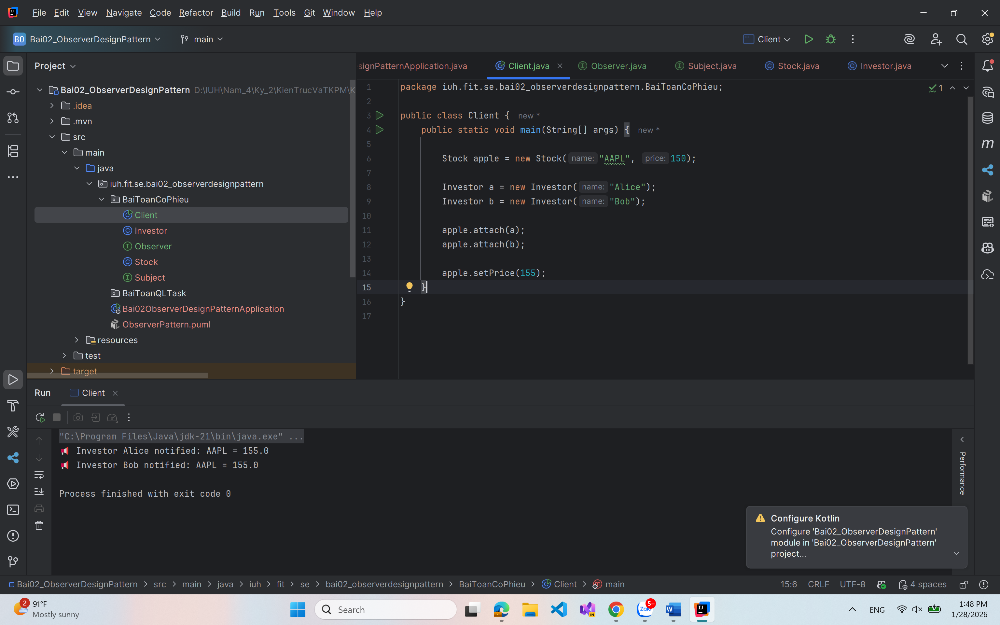 File Edit View Navigate Code Refactor Build Run Tools Git Window Help
BO Bai02_ObserverDesignPattern main Client
Project
signPatternApplication.java Client.java Observer.java Subject.java Stock.java Investor.java
Bai02_ObserverDesignPattern D:\IUH\Nam_4\Ky_2\KienTrucVaTKPM\K
.idea
.mvn
src
main
java
iuh.fit.se.bai02_observerdesignpattern
BaiToanCoPhieu
Client
Investor
Observer
Stock
Subject
BaiToanQLTask
Bai02ObserverDesignPatternApplication
ObserverPattern.puml
resources
test
target
1 package iuh.fit.se.bai02_observerdesignpattern.BaiToanCoPhieu; 1
2
3 public class Client { new *
4 public static void main(String[] args) { new *
5
6 Stock apple = new Stock( name: "AAPL", price: 150);
7
8 Investor a = new Investor( name: "Alice");
9 Investor b = new Investor( name: "Bob");
10
11 apple.attach(a);
12 apple.attach(b);
13
14 apple.setPrice(155);
15 }
16 }
17
Run Client
"C:\Program Files\Java\jdk-21\bin\java.exe" ...
📢 Investor Alice notified: AAPL = 155.0
📢 Investor Bob notified: AAPL = 155.0
Process finished with exit code 0
Performance
Configure Kotlin
Configure 'Bai02_ObserverDesignPattern'
module in 'Bai02_ObserverDesignPattern'
project...
Bai02_ObserverDesignPattern > src > main > java > iuh > fit > se > bai02_observerdesignpattern > BaiToanCoPhieu > Client > main 15:6 CRLF UTF-8 4 spaces
2 91°F
Mostly sunny
Search
5+
Zalo
ENG
1:48 PM
1/28/2026